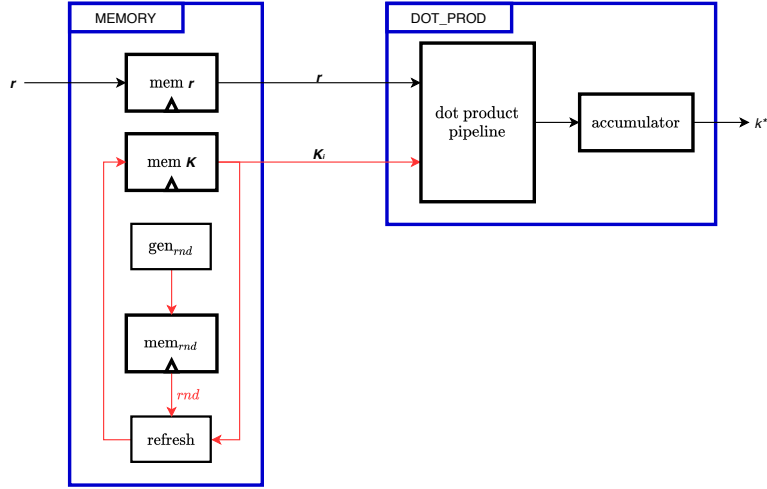 MEMORY
DOT_PROD
r
mem r
r
dot product
pipeline
accumulator
k*
mem K
Kᵢ
gen_rnd
mem_rnd
rnd
refresh